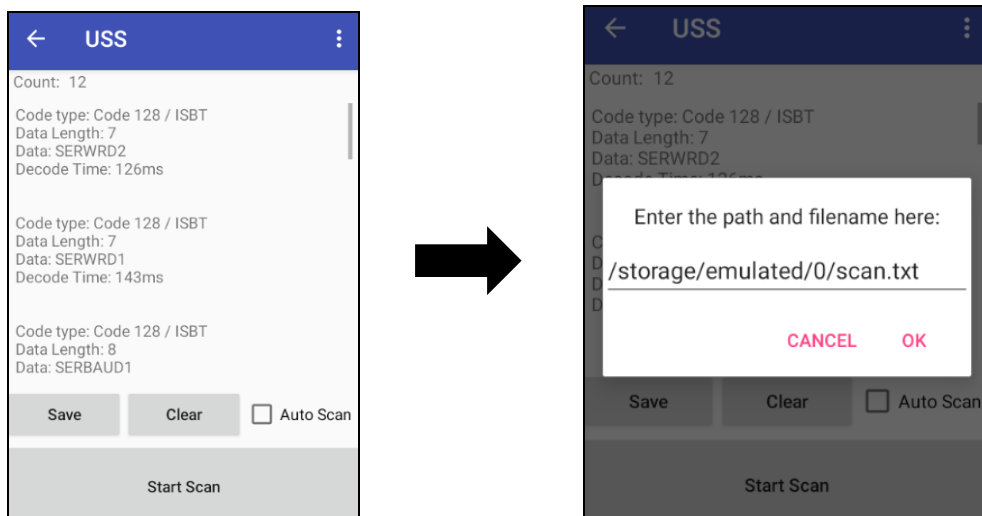 USS
Count: 12
Code type: Code 128 / ISBT
Data Length: 7
Data: SERWRD2
Decode Time: 126ms
Code type: Code 128 / ISBT
Data Length: 7
Data: SERWRD1
Decode Time: 143ms
Code type: Code 128 / ISBT
Data Length: 8
Data: SERBAUD1
Save Clear Auto Scan
Start Scan
USS
Count: 12
Code type: Code 128 / ISBT
Data Length: 7
Data: SERWRD2
Enter the path and filename here:
/storage/emulated/0/scan.txt
CANCEL OK
Save Clear Auto Scan
Start Scan